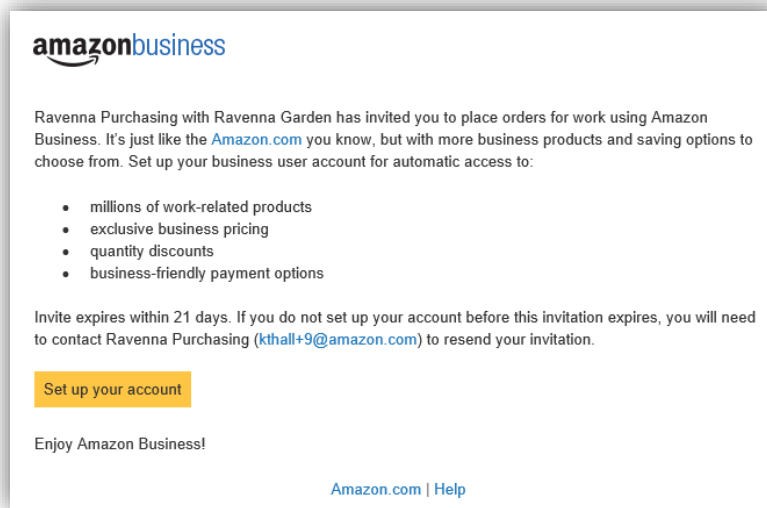 amazonbusiness
Ravenna Purchasing with Ravenna Garden has invited you to place orders for work using Amazon
Business. It's just like the Amazon.com you know, but with more business products and saving options to
choose from. Set up your business user account for automatic access to:
• millions of work-related products
• exclusive business pricing
• quantity discounts
• business-friendly payment options
Invite expires within 21 days. If you do not set up your account before this invitation expires, you will need
to contact Ravenna Purchasing (kthall+9@amazon.com) to resend your invitation.
Set up your account
Enjoy Amazon Business!
Amazon.com | Help